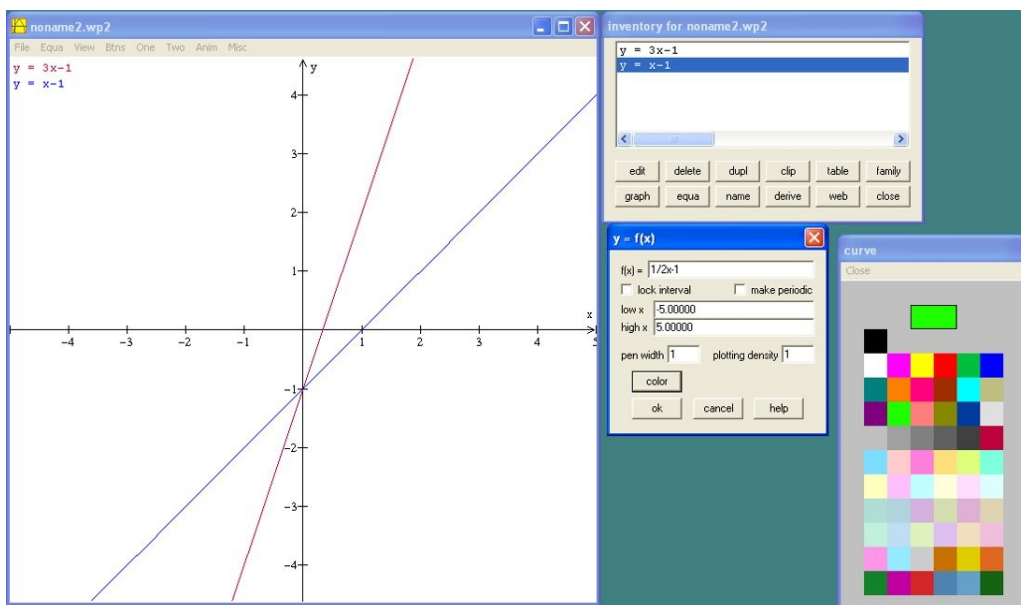 noname2.wp2
File Equa View Btns One Two Anim Misc
y = 3x-1
y = x-1
y
4
3
2
1
x
-4 -3 -2 -1 1 2 3 4 5
-1
-2
-3
-4
inventory for noname2.wp2
y = 3x-1
y = x-1
edit delete dupl clip table family
graph equa name derive web close
y = f(x)
f(x) = 1/2x-1
lock interval make periodic
low x -5.00000
high x 5.00000
pen width 1 plotting density 1
color
ok cancel help
curve
Close